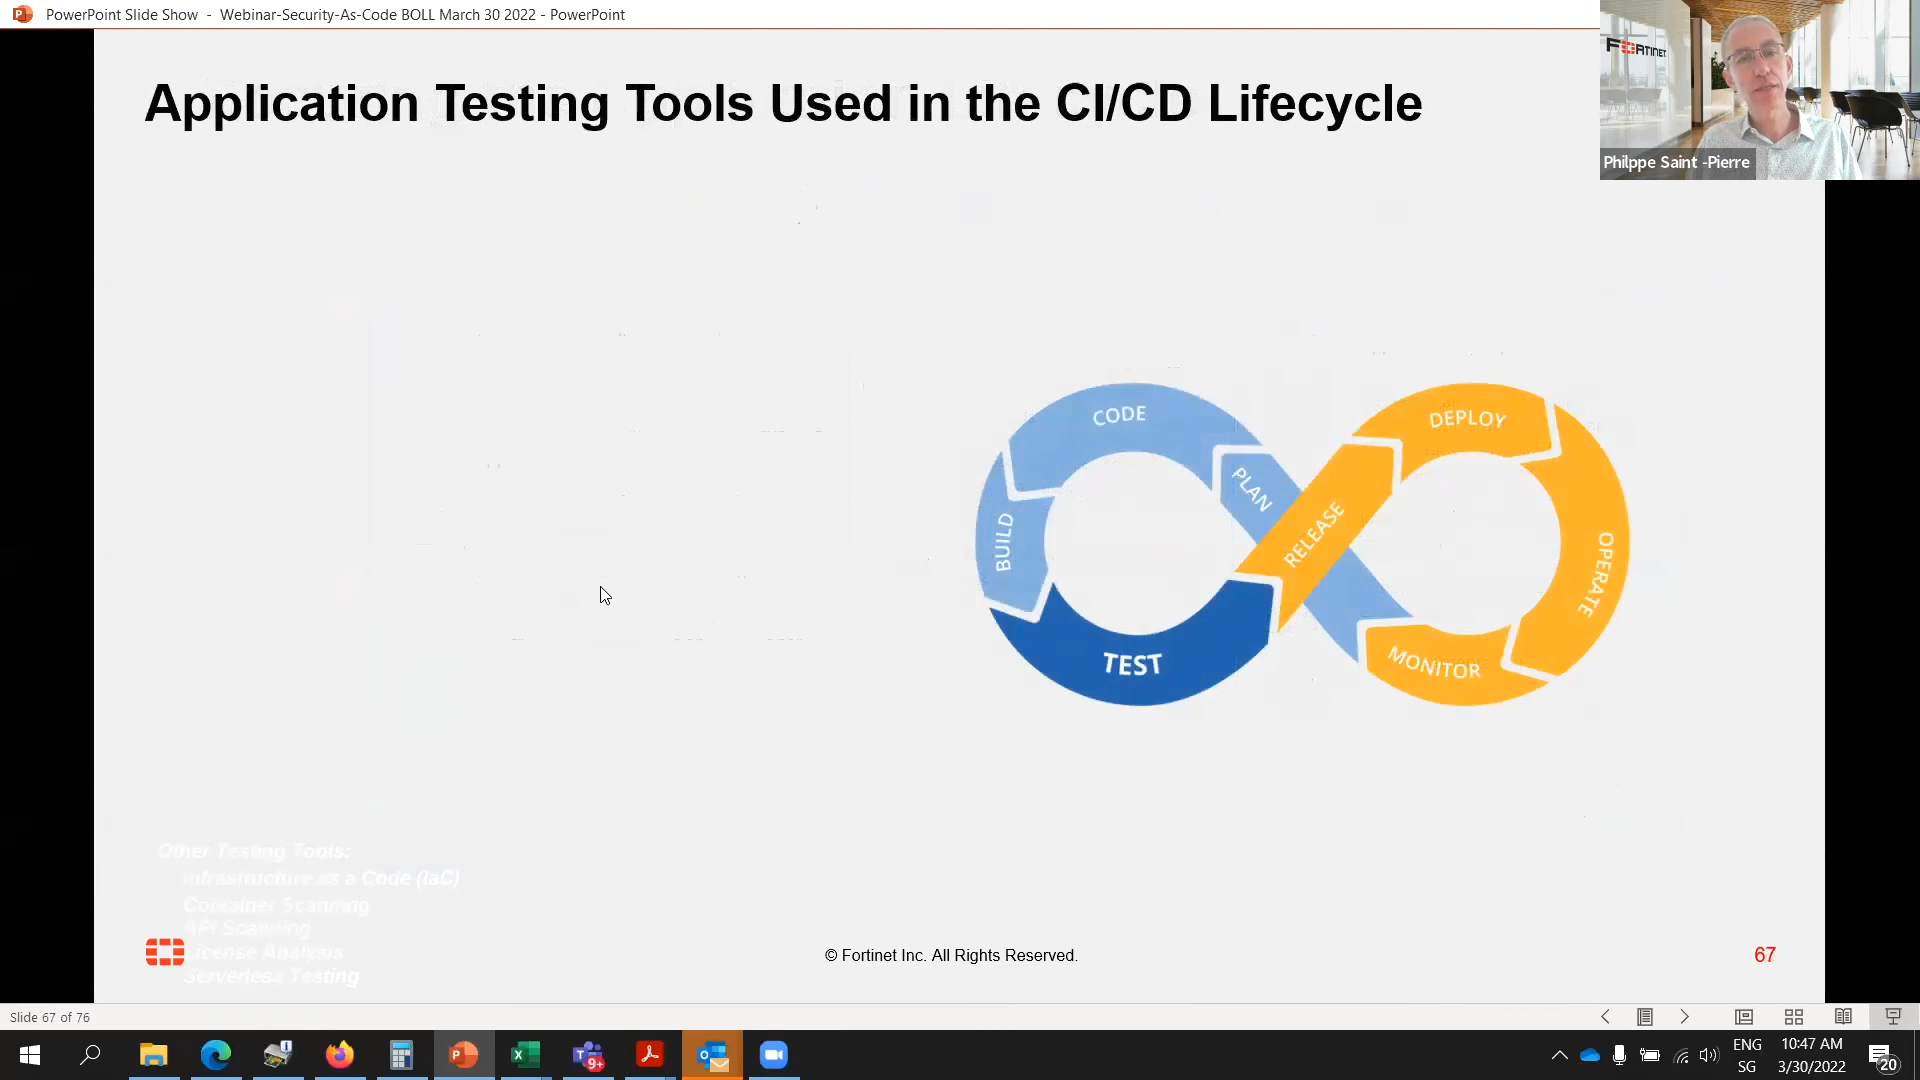 PowerPoint Slide Show - Webinar-Security-As-Code BOLL March 30 2022 - PowerPoint
FORTINET
Philppe Saint -Pierre
Application Testing Tools Used in the CI/CD Lifecycle
CODE
DEPLOY
PLAN
RELEASE
BUILD
OPERATE
TEST
MONITOR
Other Testing Tools:
Infrastructure as a Code (IaC)
Container Scanning
API Scanning
License Analysis
Serverless Testing
© Fortinet Inc. All Rights Reserved.
67
Slide 67 of 76
9+
ENG
SG
10:47 AM
3/30/2022
20